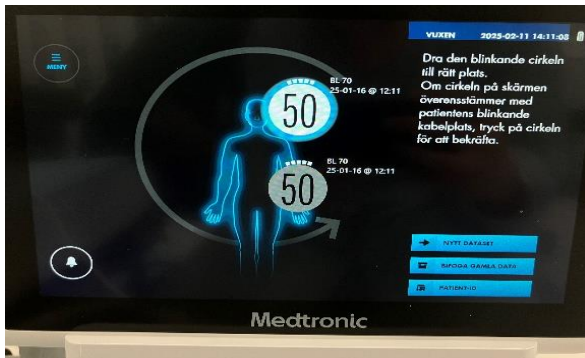 MENY
BL 70
25-01-16 @ 12:11
50
BL 70
25-01-16 @ 12:11
50
VUXEN 2025-02-11 14:11:08
Dra den blinkande cirkeln
till rätt plats.
Om cirkeln på skärmen
överensstämmer med
patientens blinkande
kabelplats, tryck på cirkeln
för att bekräfta.
NYTT DATASET
BIFOGA GAMLA DATA
PATIENT-ID
Medtronic